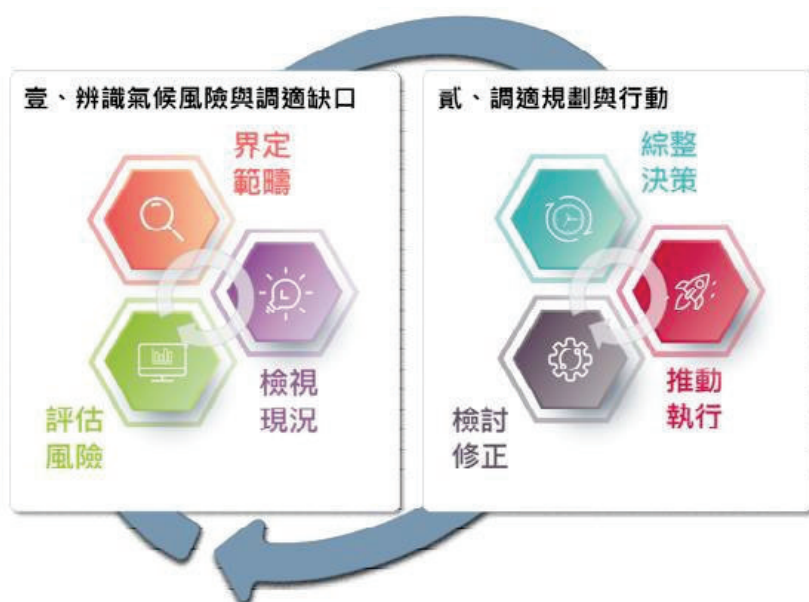 壹、辨識氣候風險與調適缺口
界定
範疇
檢視
現況
評估
風險
貳、調適規劃與行動
綜整
決策
推動
執行
檢討
修正